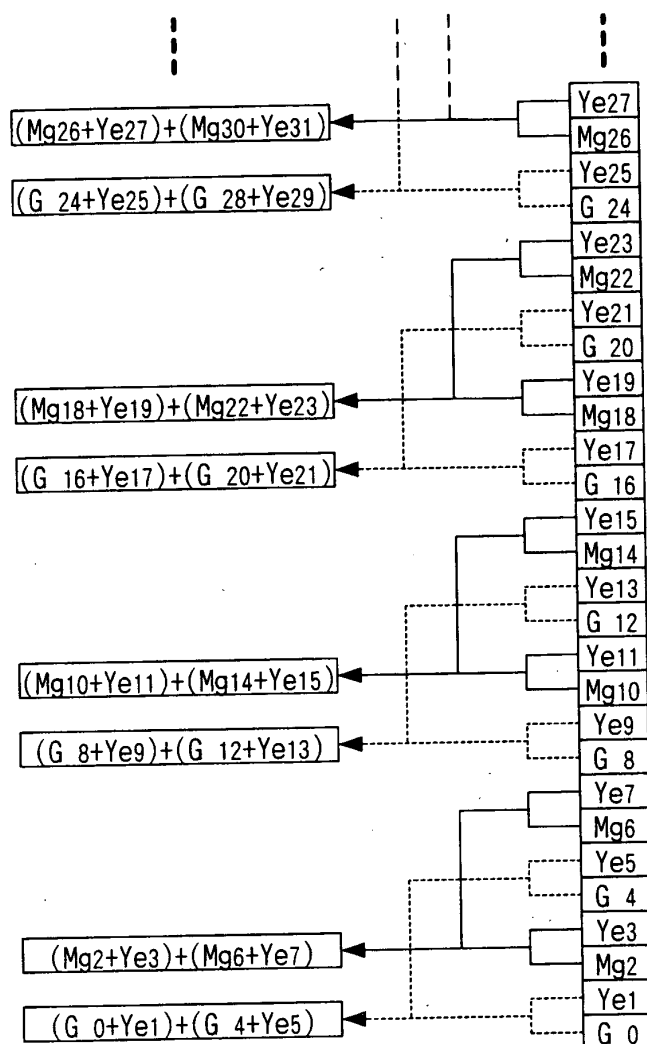 (Mg26+Ye27)+(Mg30+Ye31)
(G 24+Ye25)+(G 28+Ye29)
(Mg18+Ye19)+(Mg22+Ye23)
(G 16+Ye17)+(G 20+Ye21)
(Mg10+Ye11)+(Mg14+Ye15)
(G 8+Ye9)+(G 12+Ye13)
(Mg2+Ye3)+(Mg6+Ye7)
(G 0+Ye1)+(G 4+Ye5)
Ye27
Mg26
Ye25
G 24
Ye23
Mg22
Ye21
G 20
Ye19
Mg18
Ye17
G 16
Ye15
Mg14
Ye13
G 12
Ye11
Mg10
Ye9
G 8
Ye7
Mg6
Ye5
G 4
Ye3
Mg2
Ye1
G 0